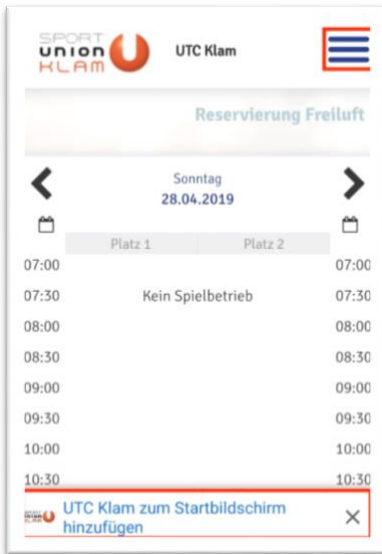 SPORT
union
KLAM
UTC Klam
Reservierung Freiluft
Sonntag
28.04.2019
Platz 1 Platz 2
07:00 07:00
07:30 Kein Spielbetrieb 07:30
08:00 08:00
08:30 08:30
09:00 09:00
09:30 09:30
10:00 10:00
10:30 10:30
UTC Klam zum Startbildschirm
hinzufügen